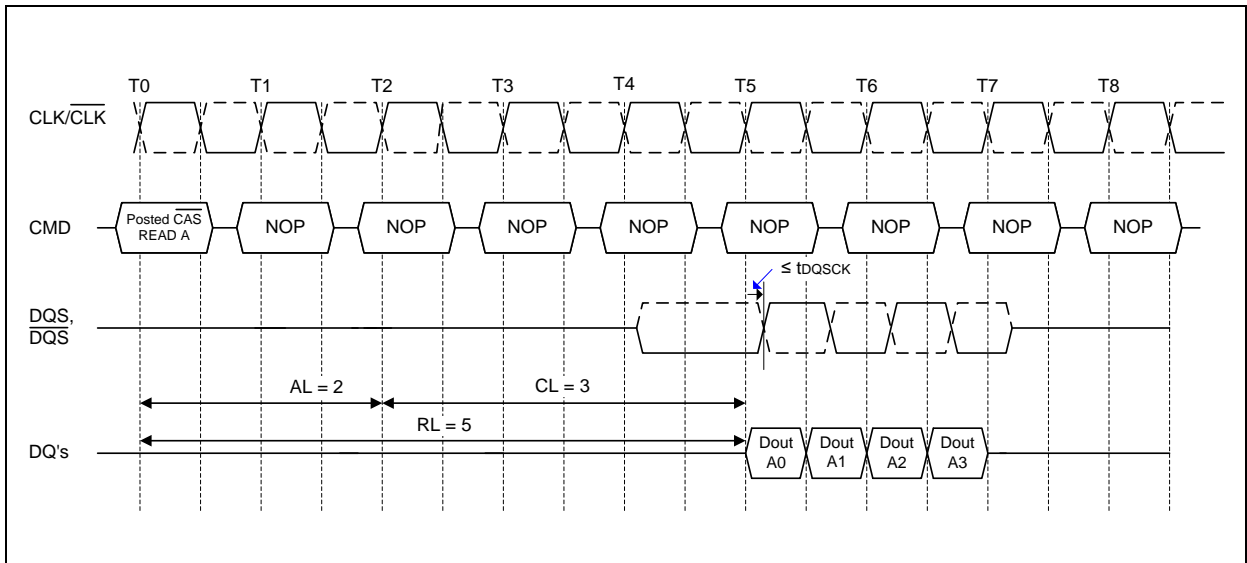 T0 T1 T2 T3 T4 T5 T6 T7 T8
CLK/CLK
CMD
Posted CAS
READ A
NOP NOP NOP NOP NOP NOP NOP NOP
≤ tDQSCK
DQS,
DQS
AL = 2 CL = 3
RL = 5
DQ's
Dout Dout Dout Dout
A0 A1 A2 A3